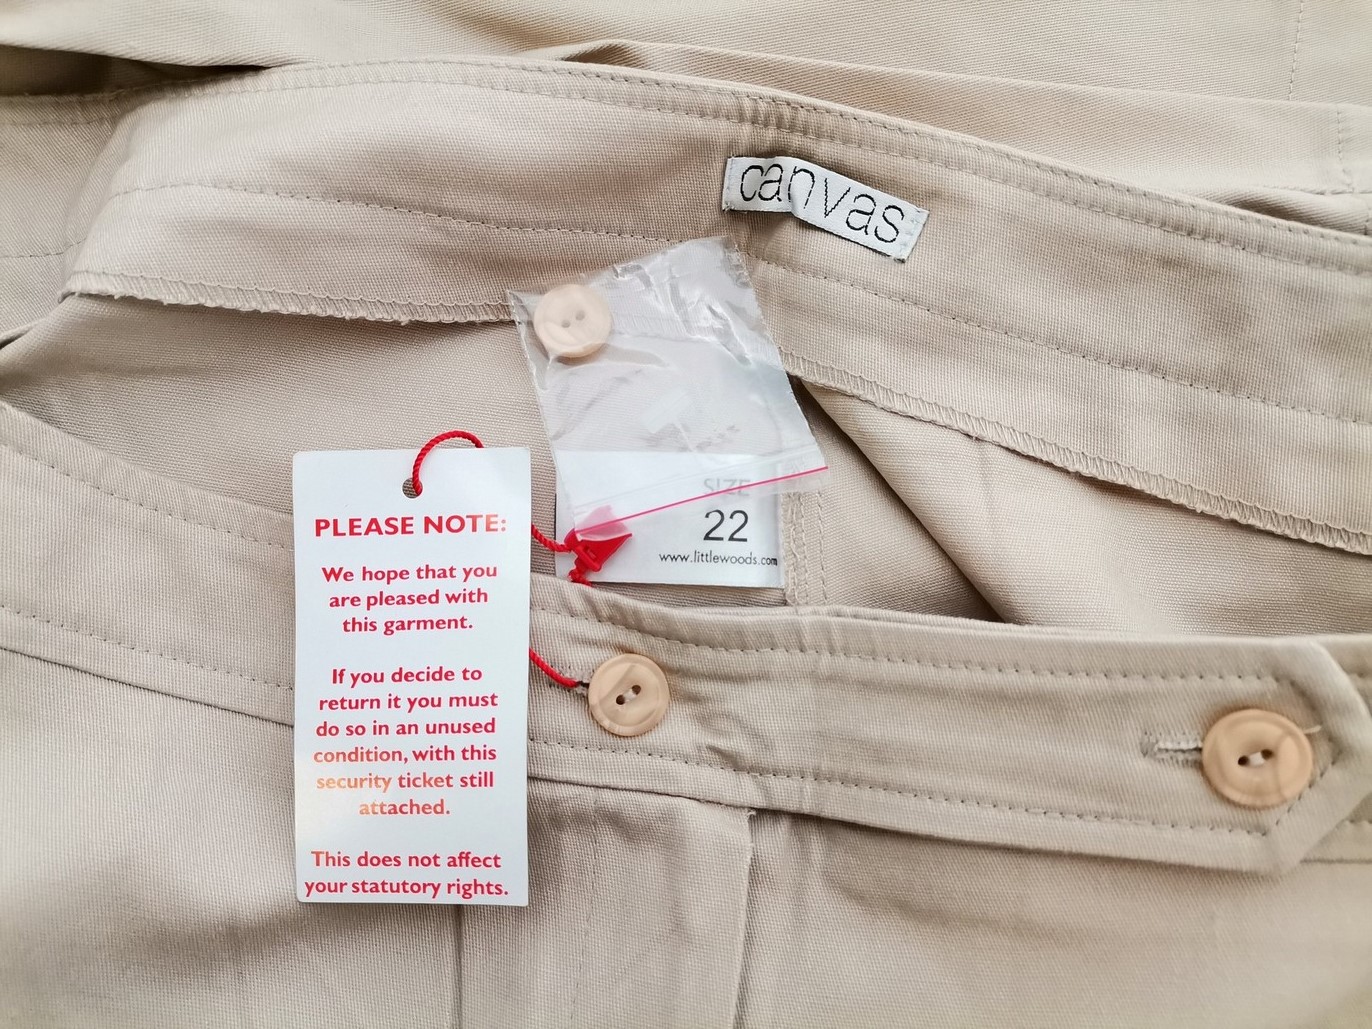 canvas
SIZE
22
www.littlewoods.com
PLEASE NOTE:
We hope that you
are pleased with
this garment.
If you decide to
return it you must
do so in an unused
condition, with this
security ticket still
attached.
This does not affect
your statutory rights.